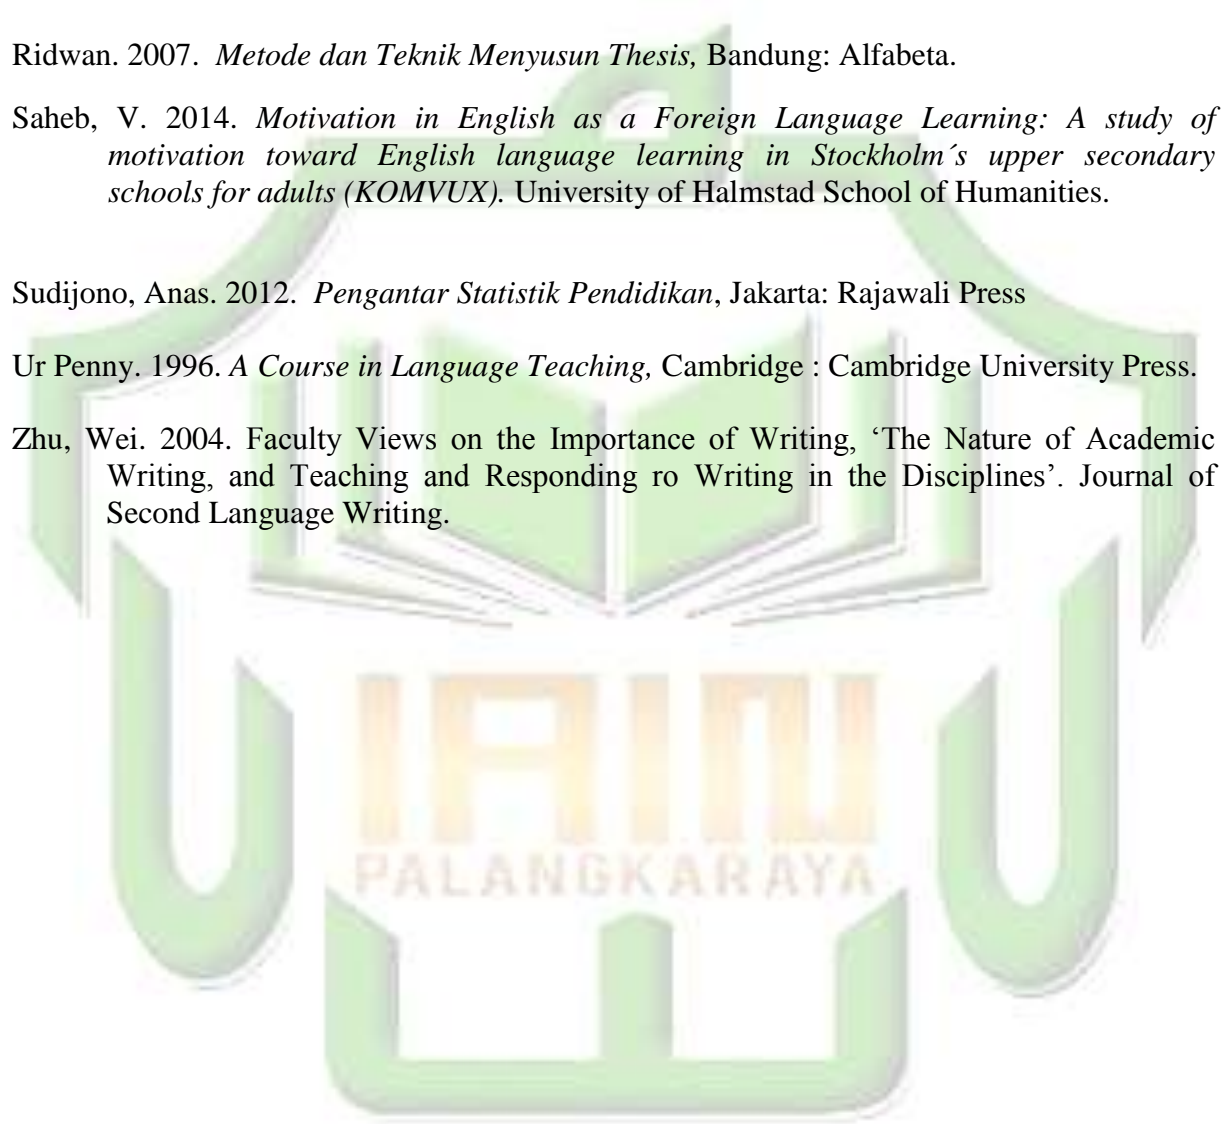 Ridwan. 2007. Metode dan Teknik Menyusun Thesis, Bandung: Alfabeta.
Saheb, V. 2014. Motivation in English as a Foreign Language Learning: A study of
motivation toward English language learning in Stockholm´s upper secondary
schools for adults (KOMVUX). University of Halmstad School of Humanities.
Sudijono, Anas. 2012. Pengantar Statistik Pendidikan, Jakarta: Rajawali Press
Ur Penny. 1996. A Course in Language Teaching, Cambridge : Cambridge University Press.
Zhu, Wei. 2004. Faculty Views on the Importance of Writing, ‘The Nature of Academic
Writing, and Teaching and Responding ro Writing in the Disciplines’. Journal of
Second Language Writing.
IAIN
PALANGKARAYA